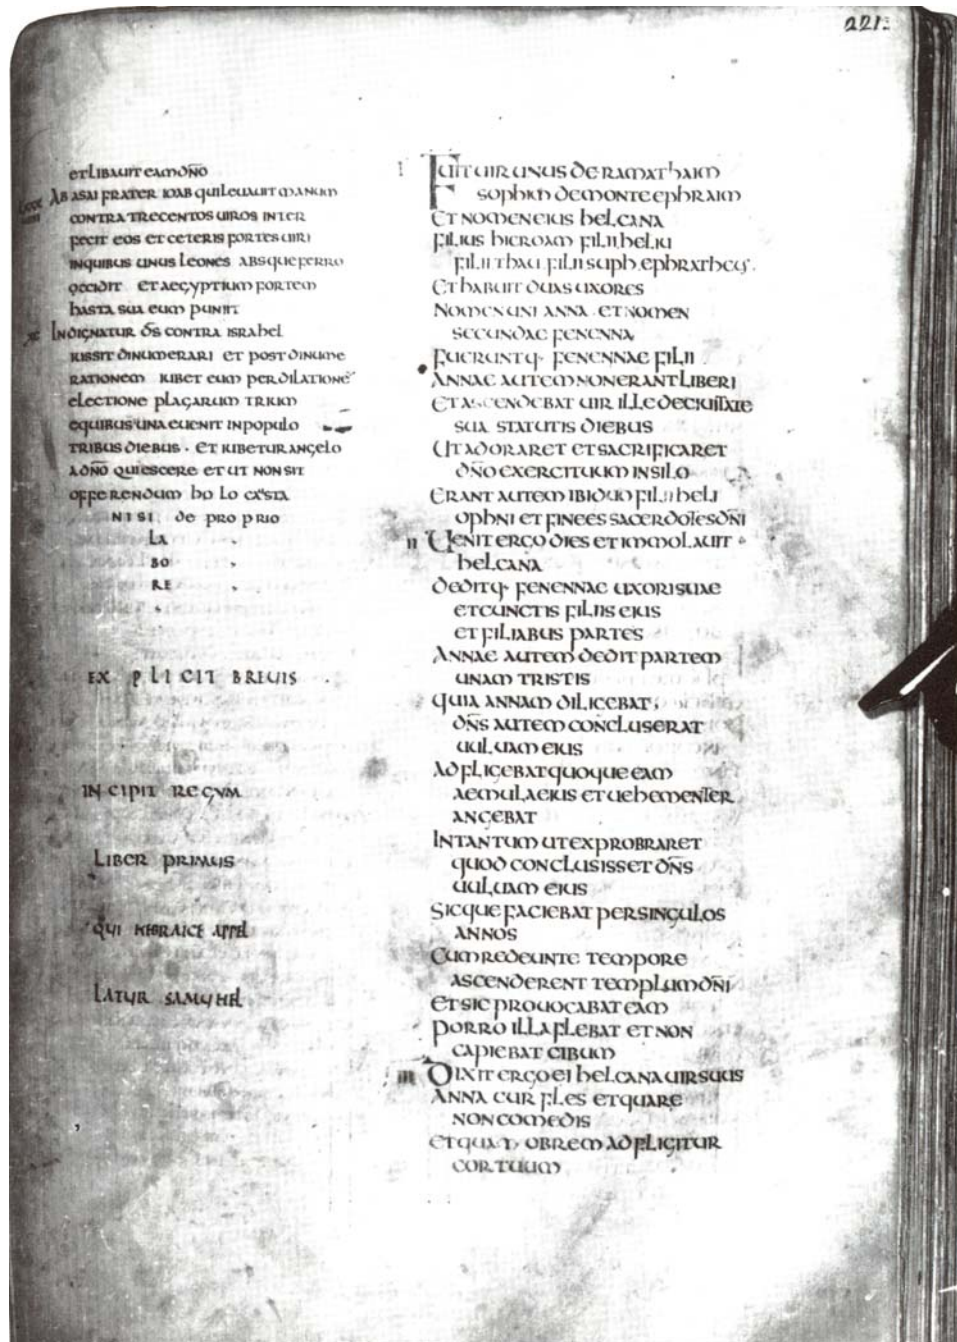 221
ET LIBAUIT EAM DÑO
ABASAI FRATER IOAB QUI LEUAUIT MANUM
CONTRA TRECENTOS UIROS INTER
FECIT EOS ET CETERIS FORTES UIRI
INQUIBUS UNUS LEONES ABSQUE FERRO
OCCIDIT ET AEGYPTIUM FORTEM
HASTA SUA EUM PUNIIT
XC INDIGNATUR D̅S CONTRA ISRAHEL
IUSSIT DINUMERARI ET POST DINUME
RATIONEM IUBET EUM PER DILATIONE̅
ELECTIONE PLAGARUM TRIUM
EQUIBUS UNA EUENIT IN POPULO
TRIBUS DIEBUS ET IUBETUR ANGELO
A DÑO QUIESCERE ET UT NON SIT
OFFERENDUM HOLOCAUSTA
NISI DE PROPRIO
LA
BO
RE
EXPLICIT BREUIS
INCIPIT REGUM
LIBER PRIMUS
QUI HEBRAICE APPEL
LATUR SAMUHEL
I FUIT UIR UNUS DE RAMATHAIM
SOPHIM DE MONTE EPHRAIM
ET NOMEN EIUS HELCANA
FILIUS HIEROAM FILII HELIU
FILII THAU FILII SUPH EPHRATHEUS
ET HABUIT DUAS UXORES
NOMEN UNI ANNA ET NOMEN
SECUNDAE FENENNA
FUERUNTQ· FENENNAE FILII
ANNAE AUTEM NON ERANT LIBERI
ET ASCENDEBAT UIR ILLE DE CIUITATE
SUA STATUTIS DIEBUS
UT ADORARET ET SACRIFICARET
DÑO EXERCITUUM IN SILO
ERANT AUTEM IBI DUO FILII HELI
OPHNI ET FINEES SACERDOTES DÑI
II UENIT ERGO DIES ET IMMOLAUIT
HELCANA
DEDITQ· FENENNAE UXORI SUAE
ET CUNCTIS FILIIS EIUS
ET FILIABUS PARTES
ANNAE AUTEM DEDIT PARTEM
UNAM TRISTIS
QUIA ANNAM DILIGEBAT
DÑS AUTEM CONCLUSERAT
UULUAM EIUS
ADFLIGEBAT QUOQUE EAM
AEMULA EIUS ET UEHEMENTER
ANGEBAT
INTANTUM UT EXPROBRARET
QUOD CONCLUSISSET DÑS
UULUAM EIUS
SICQUE FACIEBAT PER SINGULOS
ANNOS
CUM REDEUNTE TEMPORE
ASCENDERENT TEMPLUM DÑI
ET SIC PROUOCABAT EAM
PORRO ILLA FLEBAT ET NON
CAPIEBAT CIBUM
III DIXIT ERGO EI HELCANA UIR SUUS
ANNA CUR FLES ET QUARE
NON COMEDIS
ET QUAM OBREM ADFLIGITUR
COR TUUM